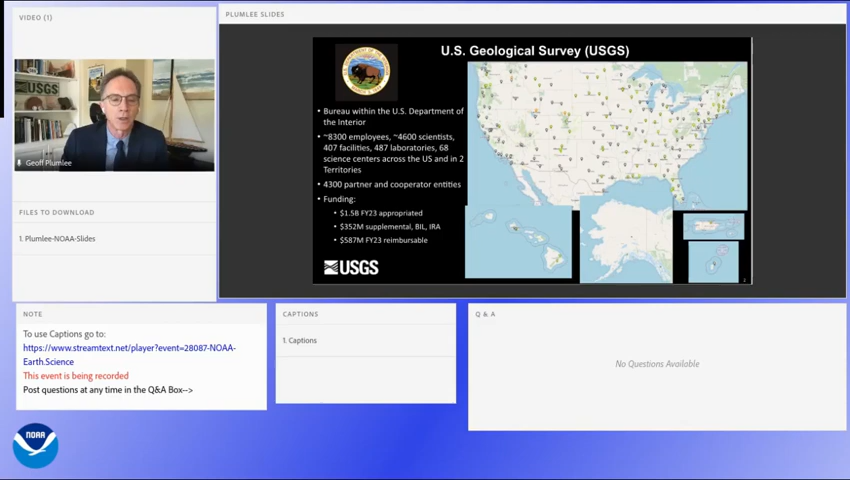 VIDEO (1)
USGS
Geoff Plumlee
FILES TO DOWNLOAD
1. Plumlee-NOAA-Slides
PLUMLEE SLIDES
U.S. Geological Survey (USGS)
• Bureau within the U.S. Department of
the Interior
• ~8300 employees, ~4600 scientists,
407 facilities, 487 laboratories, 68
science centers across the US and in 2
Territories
• 4300 partner and cooperator entities
• Funding:
• $1.5B FY23 appropriated
• $352M supplemental, BIL, IRA
• $587M FY23 reimbursable
USGS
2
NOTE
To use Captions go to:
https://www.streamtext.net/player?event=28087-NOAA-
Earth.Science
This event is being recorded
Post questions at any time in the Q&A Box-->
CAPTIONS
1. Captions
Q & A
No Questions Available
NOAA